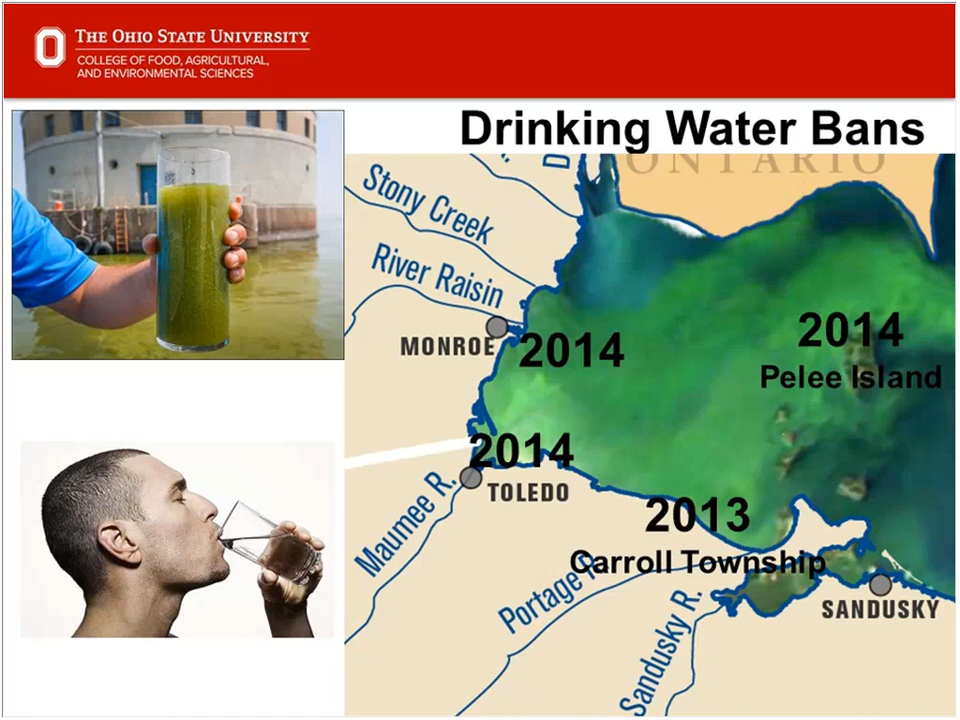 THE OHIO STATE UNIVERSITY
COLLEGE OF FOOD, AGRICULTURAL,
AND ENVIRONMENTAL SCIENCES
Drinking Water Bans
ONTARIO
D
Stony Creek
River Raisin
MONROE
2014
2014
Pelee Island
2014
TOLEDO
Maumee R.
2013
Carroll Township
Portage R
SANDUSKY
Sandusky R.